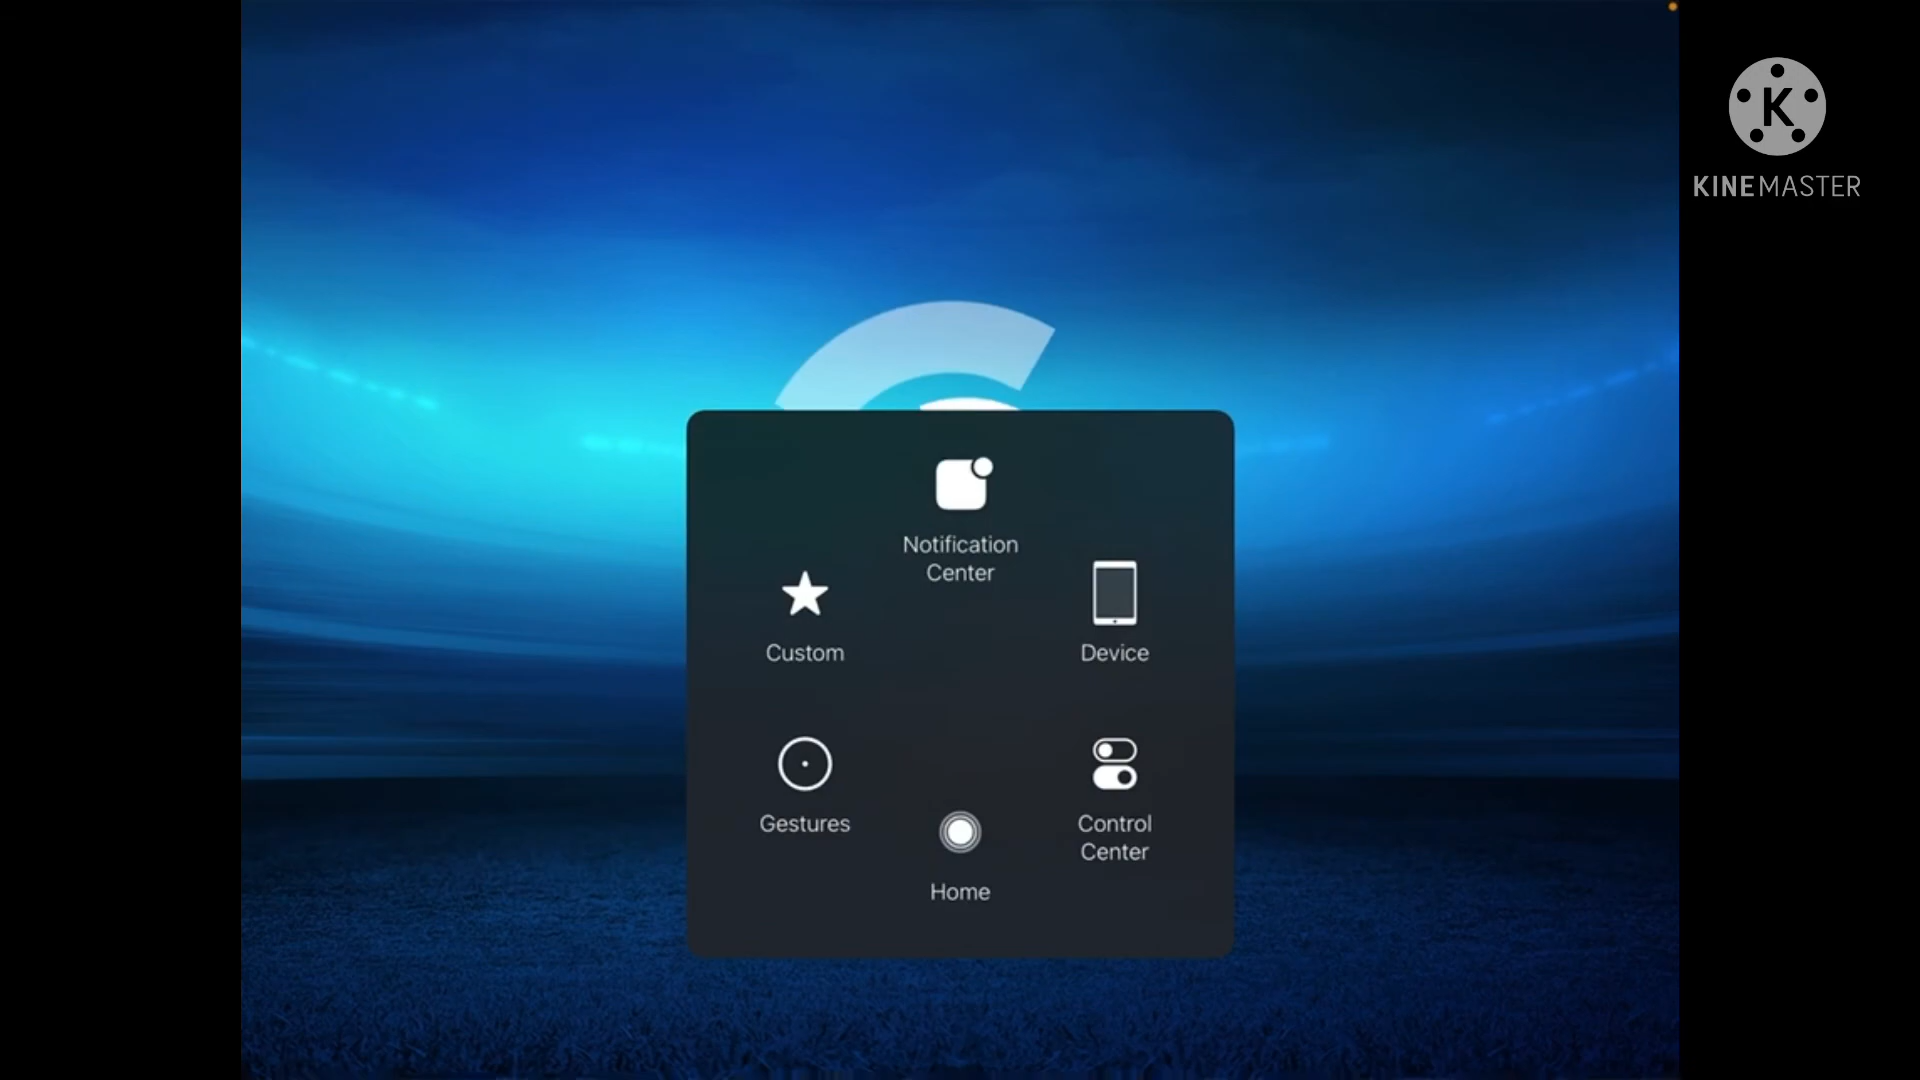 K
KINEMASTER
Notification
Center
Custom
Device
Gestures
Control
Center
Home